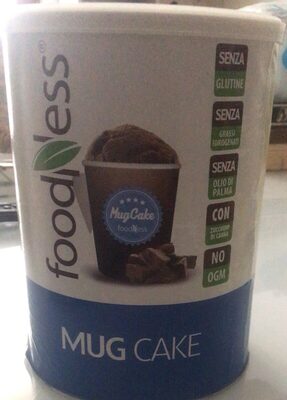 foodness®
SENZA
GLUTINE
SENZA
GRASSI
IDROGENATI
SENZA
OLIO DI
PALMA
CON
ZUCCHERO
DI CANNA
NO
OGM
MugCake
foodness
MUG CAKE